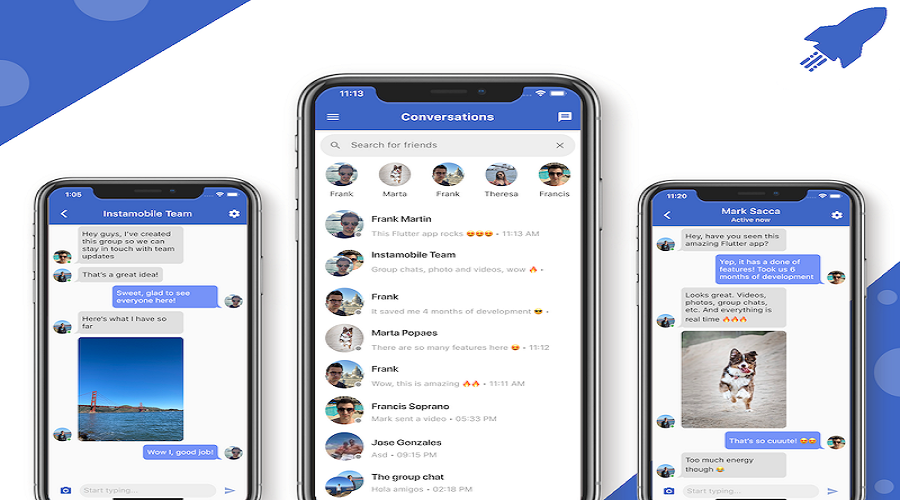 1:05
Instamobile Team
Hey guys, I've created
this group so we can
stay in touch with team
updates
That's a great idea!
Sweet, glad to see
everyone here!
Here's what I have so
far
Wow I, good job!
Start typing...
11:13
Conversations
Search for friends
Frank
Marta
Frank
Theresa
Francis
Frank Martin
This Flutter app rocks 😍😍😍 • 11:13 AM
Instamobile Team
Group chats, photo and videos, wow 🔥 •
Frank
It saved me 4 months of development 😎 •
Marta Popaes
There are so many features here 😍 • 11:12
Frank
Wow, this is amazing 🔥🔥 • 11:11 AM
Francis Soprano
Mark sent a video • 05:33 PM
Jose Gonzales
Asd • 09:15 PM
The group chat
Hola amigos • 02:18 PM
11:20
Mark Sacca
Active now
Hey, have you seen this
amazing Flutter app?
Yep, it has a done of
features! Took us 6
months of development
Looks great. Videos,
photos, group chats,
etc. And everything is
real time 🔥🔥🔥
That's so cuuute! 😍😍
Too much energy
though 😂
Start typing...